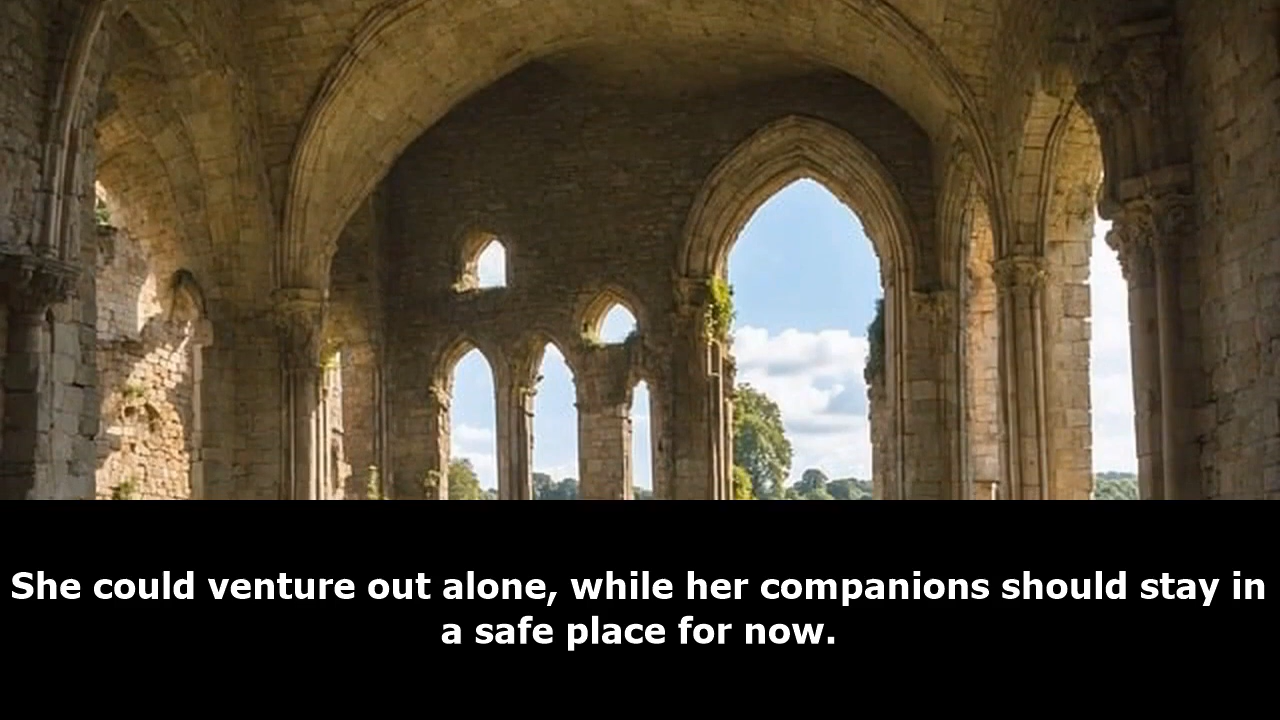 She could venture out alone, while her companions should stay in
a safe place for now.